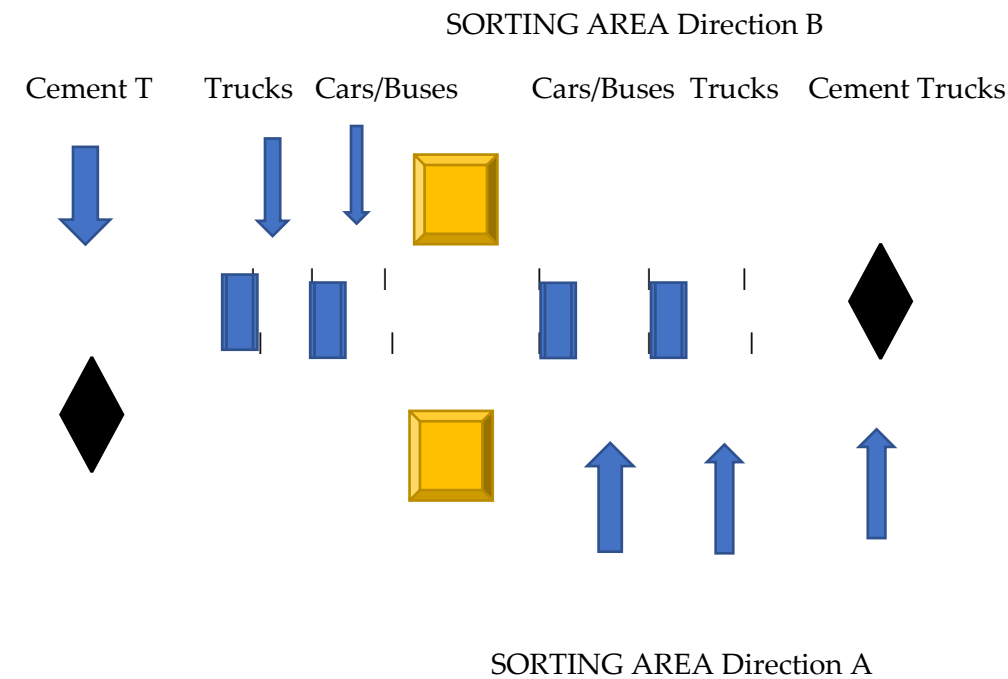 SORTING AREA Direction B
Cement T Trucks Cars/Buses Cars/Buses Trucks Cement Trucks
SORTING AREA Direction A